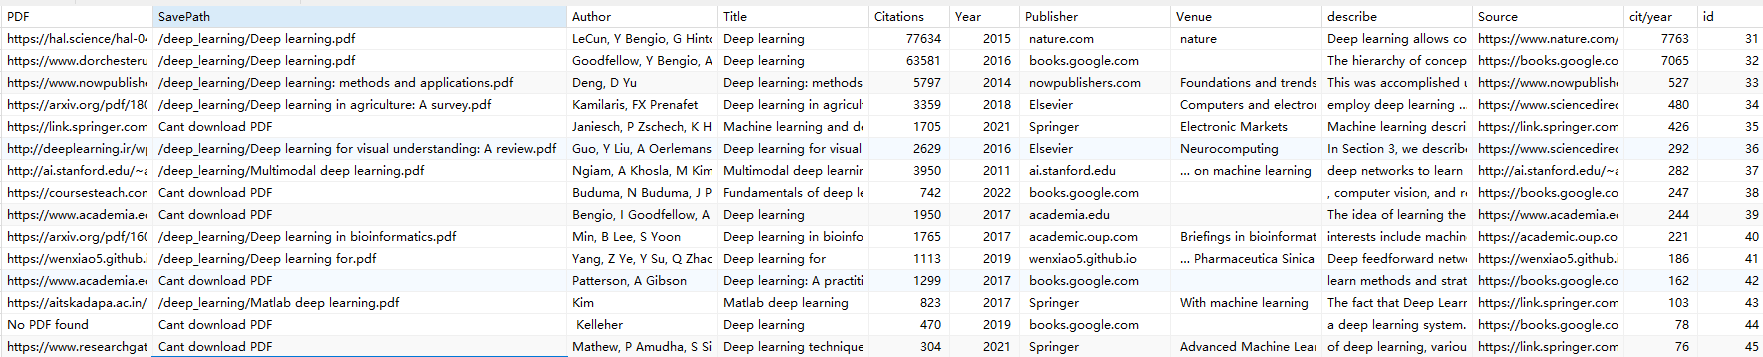 PDF SavePath Author Title Citations Year Publisher Venue describe Source cit/year id
https://hal.science/hal-04 /deep_learning/Deep learning.pdf LeCun, Y Bengio, G Hinto Deep learning 77634 2015 nature.com nature Deep learning allows co https://www.nature.com/ 7763 31
https://www.dorchesteru /deep_learning/Deep learning.pdf Goodfellow, Y Bengio, A Deep learning 63581 2016 books.google.com The hierarchy of concep https://books.google.co 7065 32
https://www.nowpublish /deep_learning/Deep learning: methods and applications.pdf Deng, D Yu Deep learning: methods 5797 2014 nowpublishers.com Foundations and trends This was accomplished u https://www.nowpublish 527 33
https://arxiv.org/pdf/180 /deep_learning/Deep learning in agriculture: A survey.pdf Kamilaris, FX Prenafet Deep learning in agricul 3359 2018 Elsevier Computers and electron employ deep learning ... https://www.sciencedirec 480 34
https://link.springer.com Cant download PDF Janiesch, P Zschech, K H Machine learning and de 1705 2021 Springer Electronic Markets Machine learning descri https://link.springer.com 426 35
http://deeplearning.ir/wp /deep_learning/Deep learning for visual understanding: A review.pdf Guo, Y Liu, A Oerlemans Deep learning for visual 2629 2016 Elsevier Neurocomputing In Section 3, we describe https://www.sciencedirec 292 36
http://ai.stanford.edu/~a /deep_learning/Multimodal deep learning.pdf Ngiam, A Khosla, M Kim Multimodal deep learnin 3950 2011 ai.stanford.edu ... on machine learning deep networks to learn http://ai.stanford.edu/~a 282 37
https://coursesteach.con Cant download PDF Buduma, N Buduma, J P Fundamentals of deep le 742 2022 books.google.com , computer vision, and re https://books.google.co 247 38
https://www.academia.e Cant download PDF Bengio, I Goodfellow, A Deep learning 1950 2017 academia.edu The idea of learning the https://www.academia.e 244 39
https://arxiv.org/pdf/160 /deep_learning/Deep learning in bioinformatics.pdf Min, B Lee, S Yoon Deep learning in bioinfo 1765 2017 academic.oup.com Briefings in bioinformat interests include machin https://academic.oup.co 221 40
https://wenxiao5.github. /deep_learning/Deep learning for.pdf Yang, Z Ye, Y Su, Q Zhac Deep learning for 1113 2019 wenxiao5.github.io ... Pharmaceutica Sinica Deep feedforward netw https://wenxiao5.github. 186 41
https://www.academia.e Cant download PDF Patterson, A Gibson Deep learning: A practiti 1299 2017 books.google.com learn methods and strat https://books.google.co 162 42
https://aitskadapa.ac.in/ /deep_learning/Matlab deep learning.pdf Kim Matlab deep learning 823 2017 Springer With machine learning The fact that Deep Learr https://link.springer.com 103 43
No PDF found Cant download PDF Kelleher Deep learning 470 2019 books.google.com a deep learning system. https://books.google.co 78 44
https://www.researchgat Cant download PDF Mathew, P Amudha, S Si Deep learning technique 304 2021 Springer Advanced Machine Lear of deep learning, variou https://link.springer.com 76 45